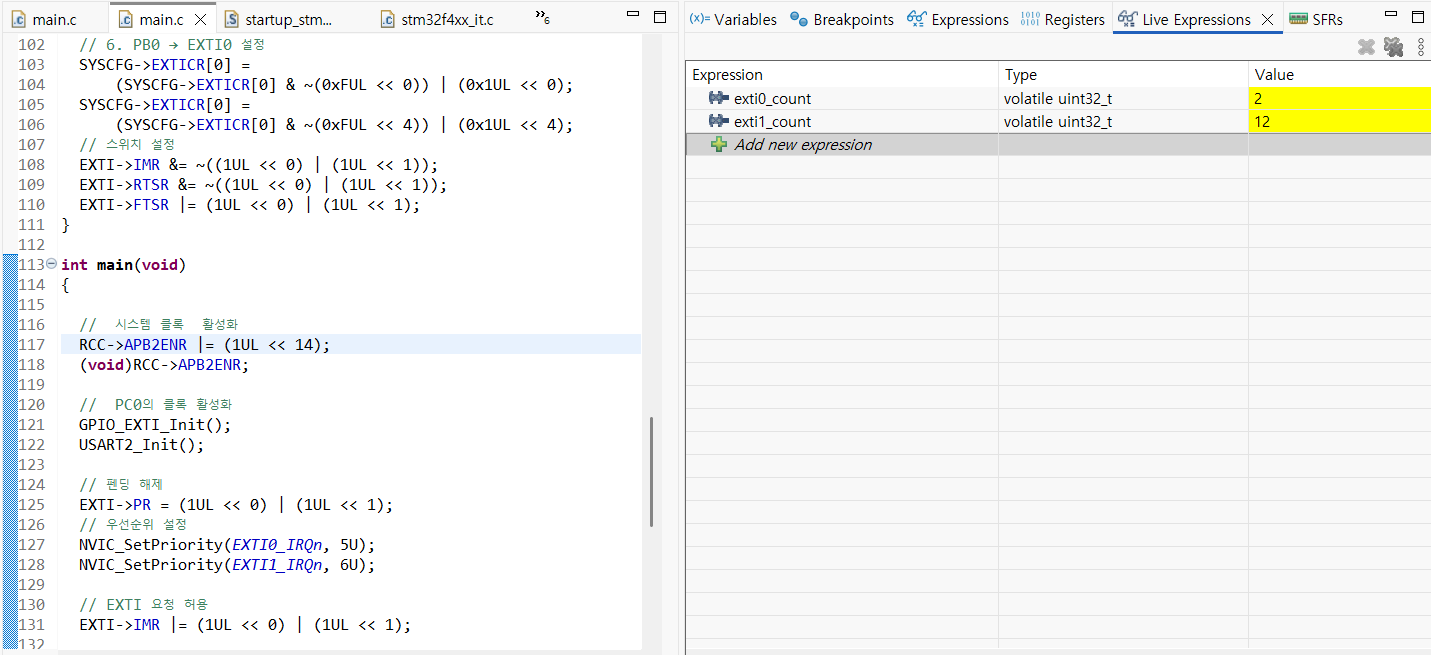 main.c
main.c
startup_stm...
stm32f4xx_it.c
»6
102 // 6. PB0 → EXTI0 설정
103 SYSCFG->EXTICR[0] =
104 (SYSCFG->EXTICR[0] & ~(0xFUL << 0)) | (0x1UL << 0);
105 SYSCFG->EXTICR[0] =
106 (SYSCFG->EXTICR[0] & ~(0xFUL << 4)) | (0x1UL << 4);
107 // 스위치 설정
108 EXTI->IMR &= ~((1UL << 0) | (1UL << 1));
109 EXTI->RTSR &= ~((1UL << 0) | (1UL << 1));
110 EXTI->FTSR |= (1UL << 0) | (1UL << 1);
111 }
112
113 int main(void)
114 {
115
116 // 시스템 클록 활성화
117 RCC->APB2ENR |= (1UL << 14);
118 (void)RCC->APB2ENR;
119
120 // PC0의 클록 활성화
121 GPIO_EXTI_Init();
122 USART2_Init();
123
124 // 펜딩 해제
125 EXTI->PR = (1UL << 0) | (1UL << 1);
126 // 우선순위 설정
127 NVIC_SetPriority(EXTI0_IRQn, 5U);
128 NVIC_SetPriority(EXTI1_IRQn, 6U);
129
130 // EXTI 요청 허용
131 EXTI->IMR |= (1UL << 0) | (1UL << 1);
132
(x)= Variables
Breakpoints
Expressions
1010 0101 Registers
Live Expressions
SFRs
Expression Type Value
exti0_count volatile uint32_t 2
exti1_count volatile uint32_t 12
Add new expression